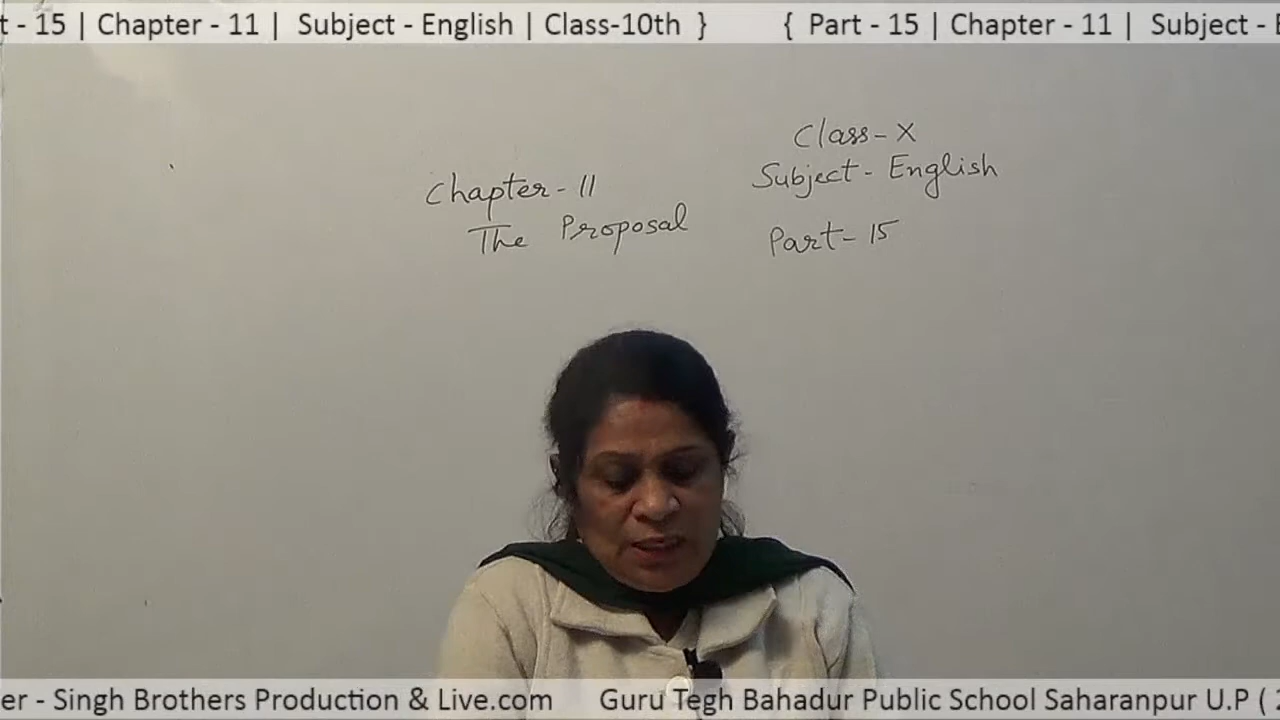 t - 15 | Chapter - 11 | Subject - English | Class-10th } { Part - 15 | Chapter - 11 | Subject - E
Class - X
Subject - English
Chapter - 11
The Proposal
Part - 15
er - Singh Brothers Production & Live.com Guru Tegh Bahadur Public School Saharanpur U.P ( 2